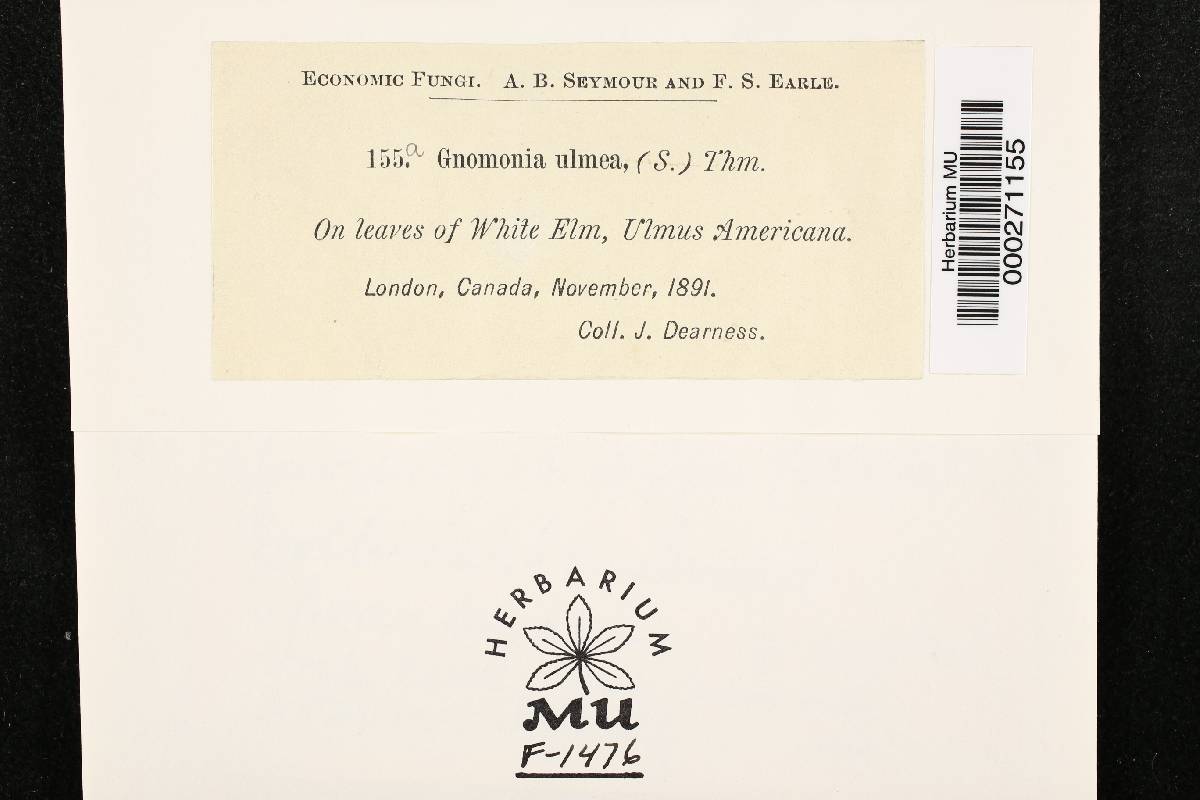 ECONOMIC FUNGI. A. B. SEYMOUR AND F. S. EARLE.
155.a Gnomonia ulmea, (S.) Thm.
On leaves of White Elm, Ulmus Americana.
London, Canada, November, 1891.
Coll. J. Dearness.
Herbarium MU
000271155
HERBARIUM
MU
F-1476